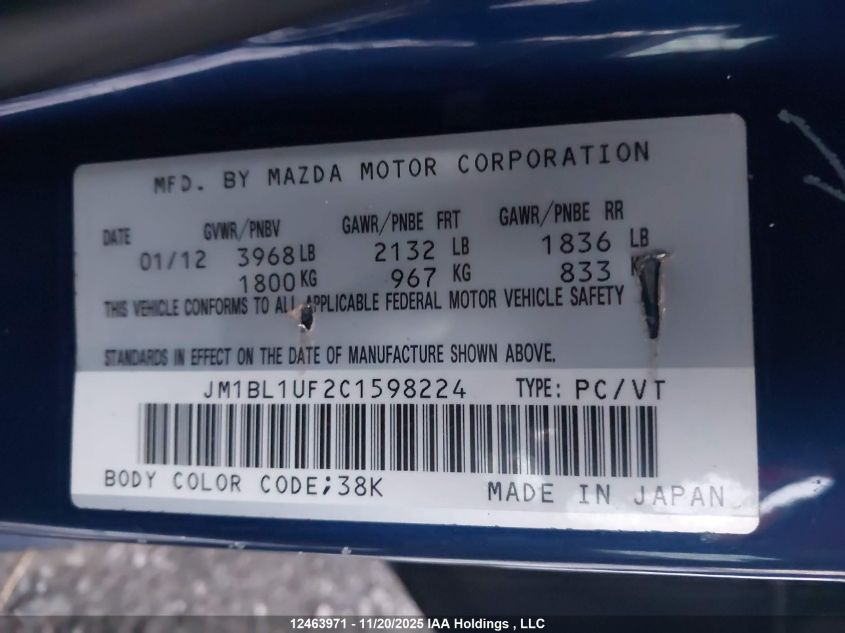 MFD. BY MAZDA MOTOR CORPORATION
DATE GVWR/PNBV GAWR/PNBE FRT GAWR/PNBE RR
01/12 3968 LB 2132 LB 1836 LB
1800 KG 967 KG 833
THIS VEHICLE CONFORMS TO ALL APPLICABLE FEDERAL MOTOR VEHICLE SAFETY
STANDARDS IN EFFECT ON THE DATE OF MANUFACTURE SHOWN ABOVE.
JM1BL1UF2C1598224 TYPE: PC/VT
BODY COLOR CODE;38K MADE IN JAPAN
12463971 - 11/20/2025 IAA Holdings , LLC